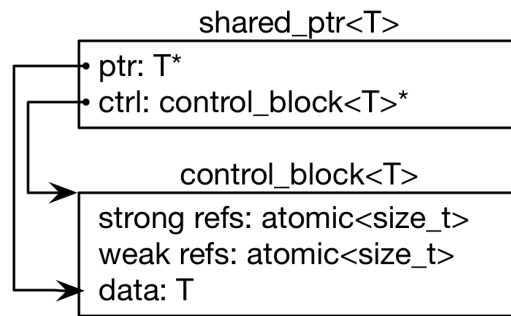 shared_ptr<T>
ptr: T*
ctrl: control_block<T>*
control_block<T>
strong refs: atomic<size_t>
weak refs: atomic<size_t>
data: T